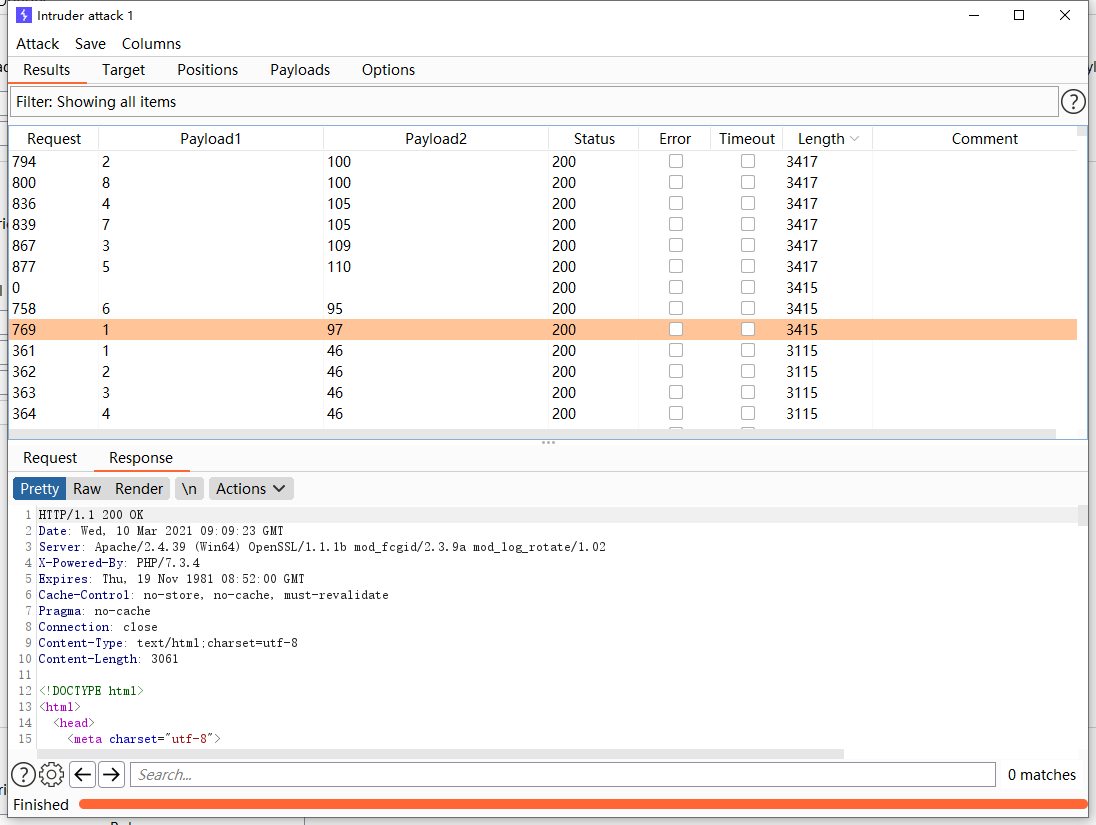 Intruder attack 1
Attack Save Columns
Results Target Positions Payloads Options
Filter: Showing all items
?
Request Payload1 Payload2 Status Error Timeout Length Comment
794 2 100 200 3417
800 8 100 200 3417
836 4 105 200 3417
839 7 105 200 3417
867 3 109 200 3417
877 5 110 200 3417
0 200 3415
758 6 95 200 3415
769 1 97 200 3415
361 1 46 200 3115
362 2 46 200 3115
363 3 46 200 3115
364 4 46 200 3115
Request Response
Pretty Raw Render \n Actions
1 HTTP/1.1 200 OK
2 Date: Wed, 10 Mar 2021 09:09:23 GMT
3 Server: Apache/2.4.39 (Win64) OpenSSL/1.1.1b mod_fcgid/2.3.9a mod_log_rotate/1.02
4 X-Powered-By: PHP/7.3.4
5 Expires: Thu, 19 Nov 1981 08:52:00 GMT
6 Cache-Control: no-store, no-cache, must-revalidate
7 Pragma: no-cache
8 Connection: close
9 Content-Type: text/html;charset=utf-8
10 Content-Length: 3061
11
12 <!DOCTYPE html>
13 <html>
14 <head>
15 <meta charset="utf-8">
? Search... 0 matches
Finished